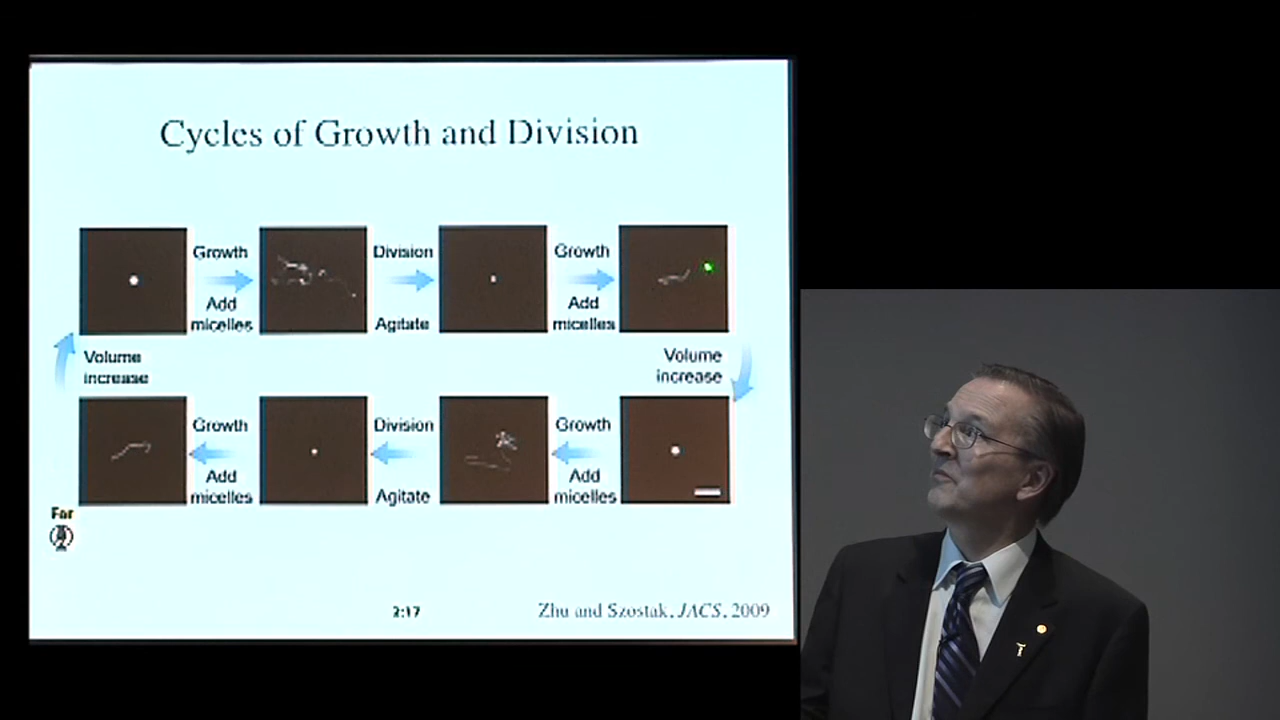 Cycles of Growth and Division
Growth
Add
micelles
Division
Agitate
Growth
Add
micelles
Volume
increase
Volume
increase
Growth
Add
micelles
Division
Agitate
Growth
Add
micelles
For
2:17
Zhu and Szostak, JACS, 2009